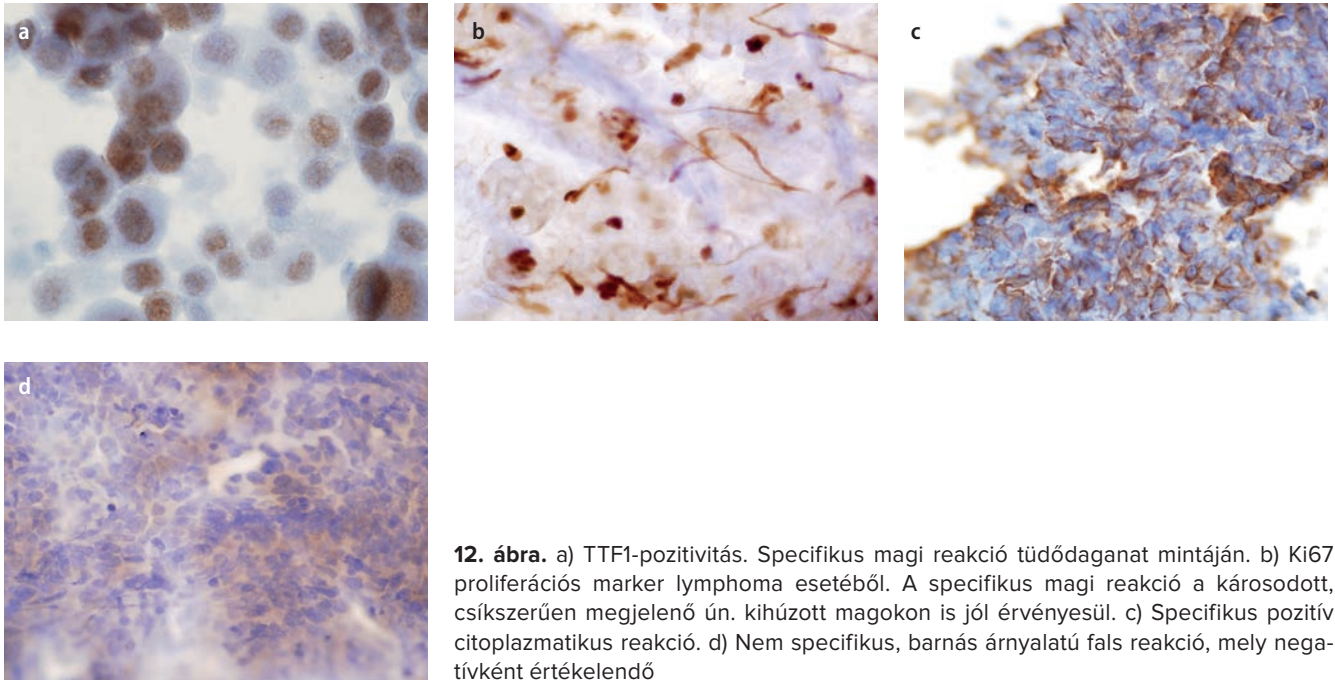 a
b
c
d
12. ábra. a) TTF1-pozitivitás. Specifikus magi reakció tüdődaganat mintáján. b) Ki67
proliferációs marker lymphoma esetéből. A specifikus magi reakció a károsodott,
csíkszerűen megjelenő ún. kihúzott magokon is jól érvényesül. c) Specifikus pozitív
citoplazmatikus reakció. d) Nem specifikus, barnás árnyalatú fals reakció, mely nega-
tívként értékelendő